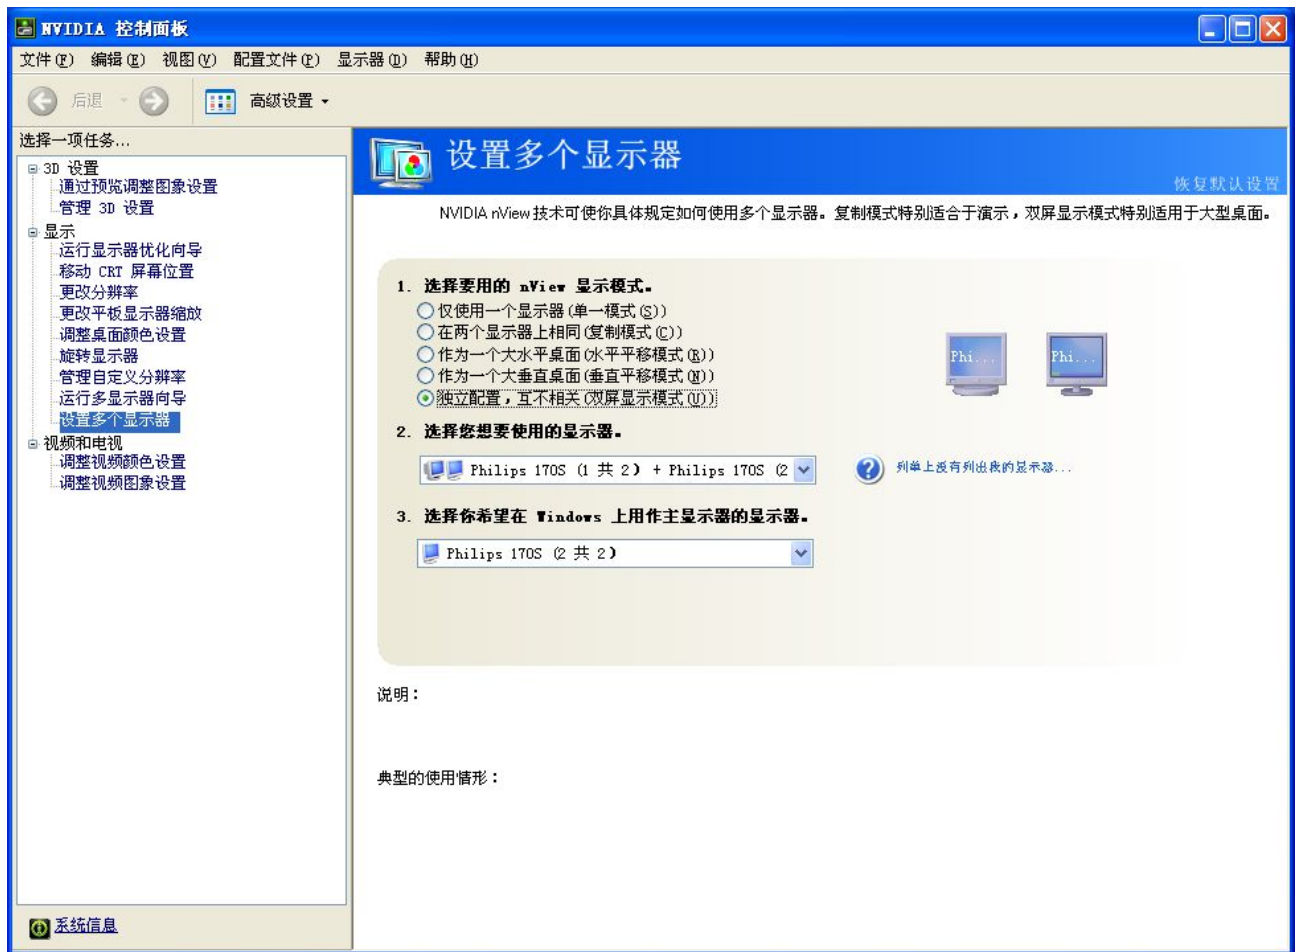 NVIDIA 控制面板
文件(F) 编辑(E) 视图(V) 配置文件(P) 显示器(D) 帮助(H)
后退 高级设置
选择一项任务...
3D 设置
通过预览调整图象设置
管理 3D 设置
显示
运行显示器优化向导
移动 CRT 屏幕位置
更改分辨率
更改平板显示器缩放
调整桌面颜色设置
旋转显示器
管理自定义分辨率
运行多显示器向导
设置多个显示器
视频和电视
调整视频颜色设置
调整视频图象设置
系统信息
设置多个显示器
恢复默认设置
NVIDIA nView 技术可使你具体规定如何使用多个显示器。复制模式特别适合于演示，双屏显示模式特别适用于大型桌面。
1. 选择要用的 nView 显示模式。
仅使用一个显示器(单一模式(S))
在两个显示器上相同(复制模式(C))
作为一个大水平桌面(水平平移模式(R))
作为一个大垂直桌面(垂直平移模式(N))
独立配置，互不相关(双屏显示模式(U))
Phi... Phi...
2. 选择您想要使用的显示器。
Philips 170S (1 共 2) + Philips 170S (2
列单上没有列出我的显示器...
3. 选择你希望在 Windows 上用作主显示器的显示器。
Philips 170S (2 共 2)
说明：
典型的使用情形：